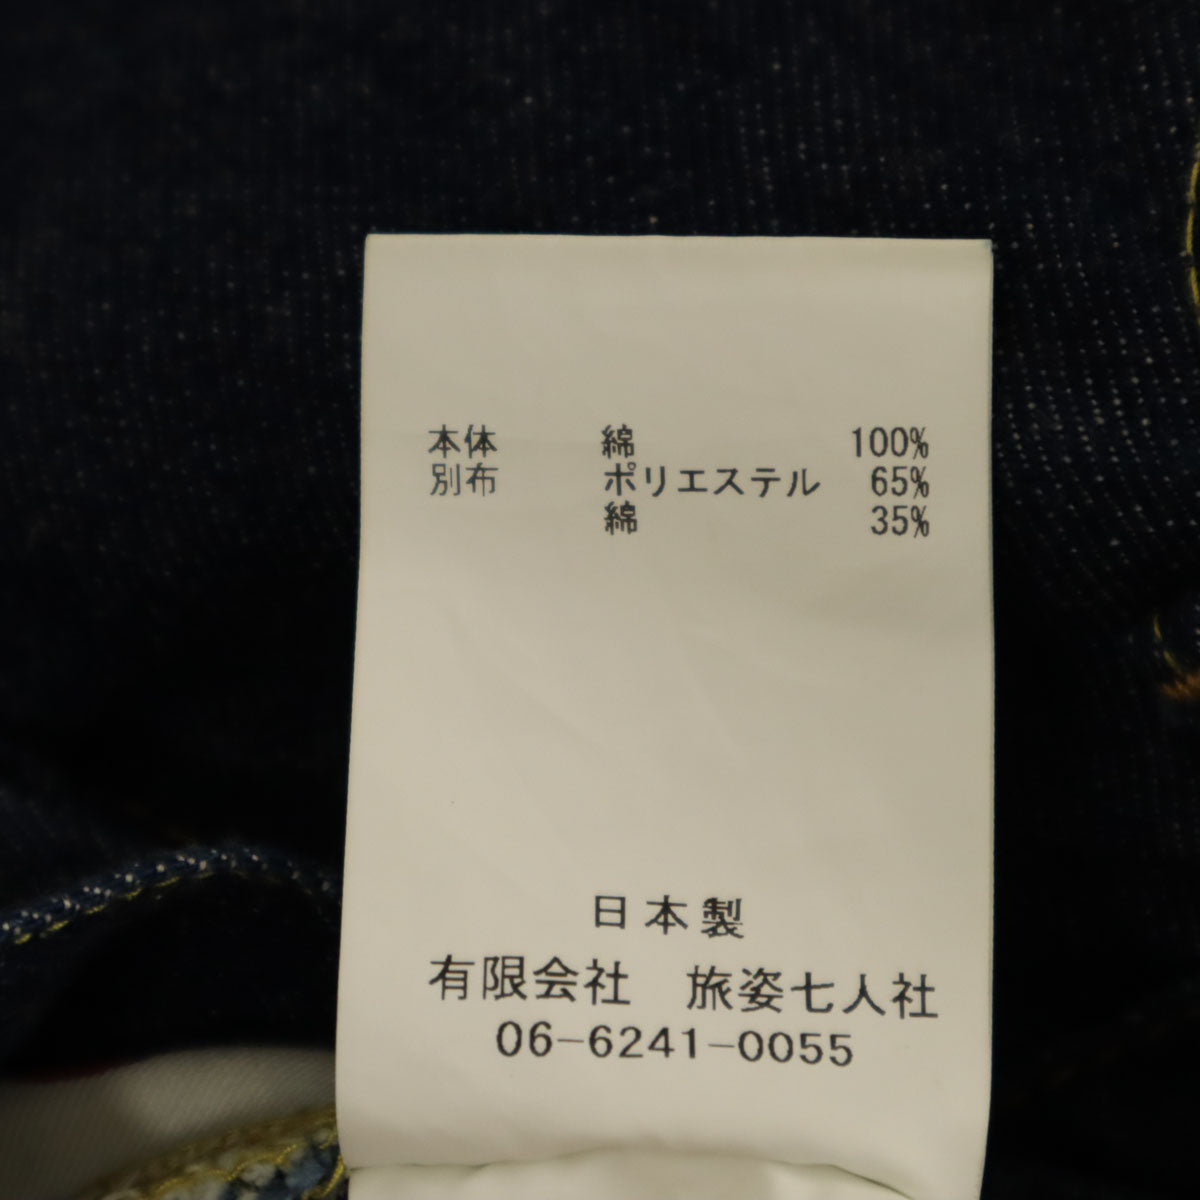 本体 綿 100%
別布 ポリエステル 65%
綿 35%
日本製
有限会社 旅姿七人社
06-6241-0055